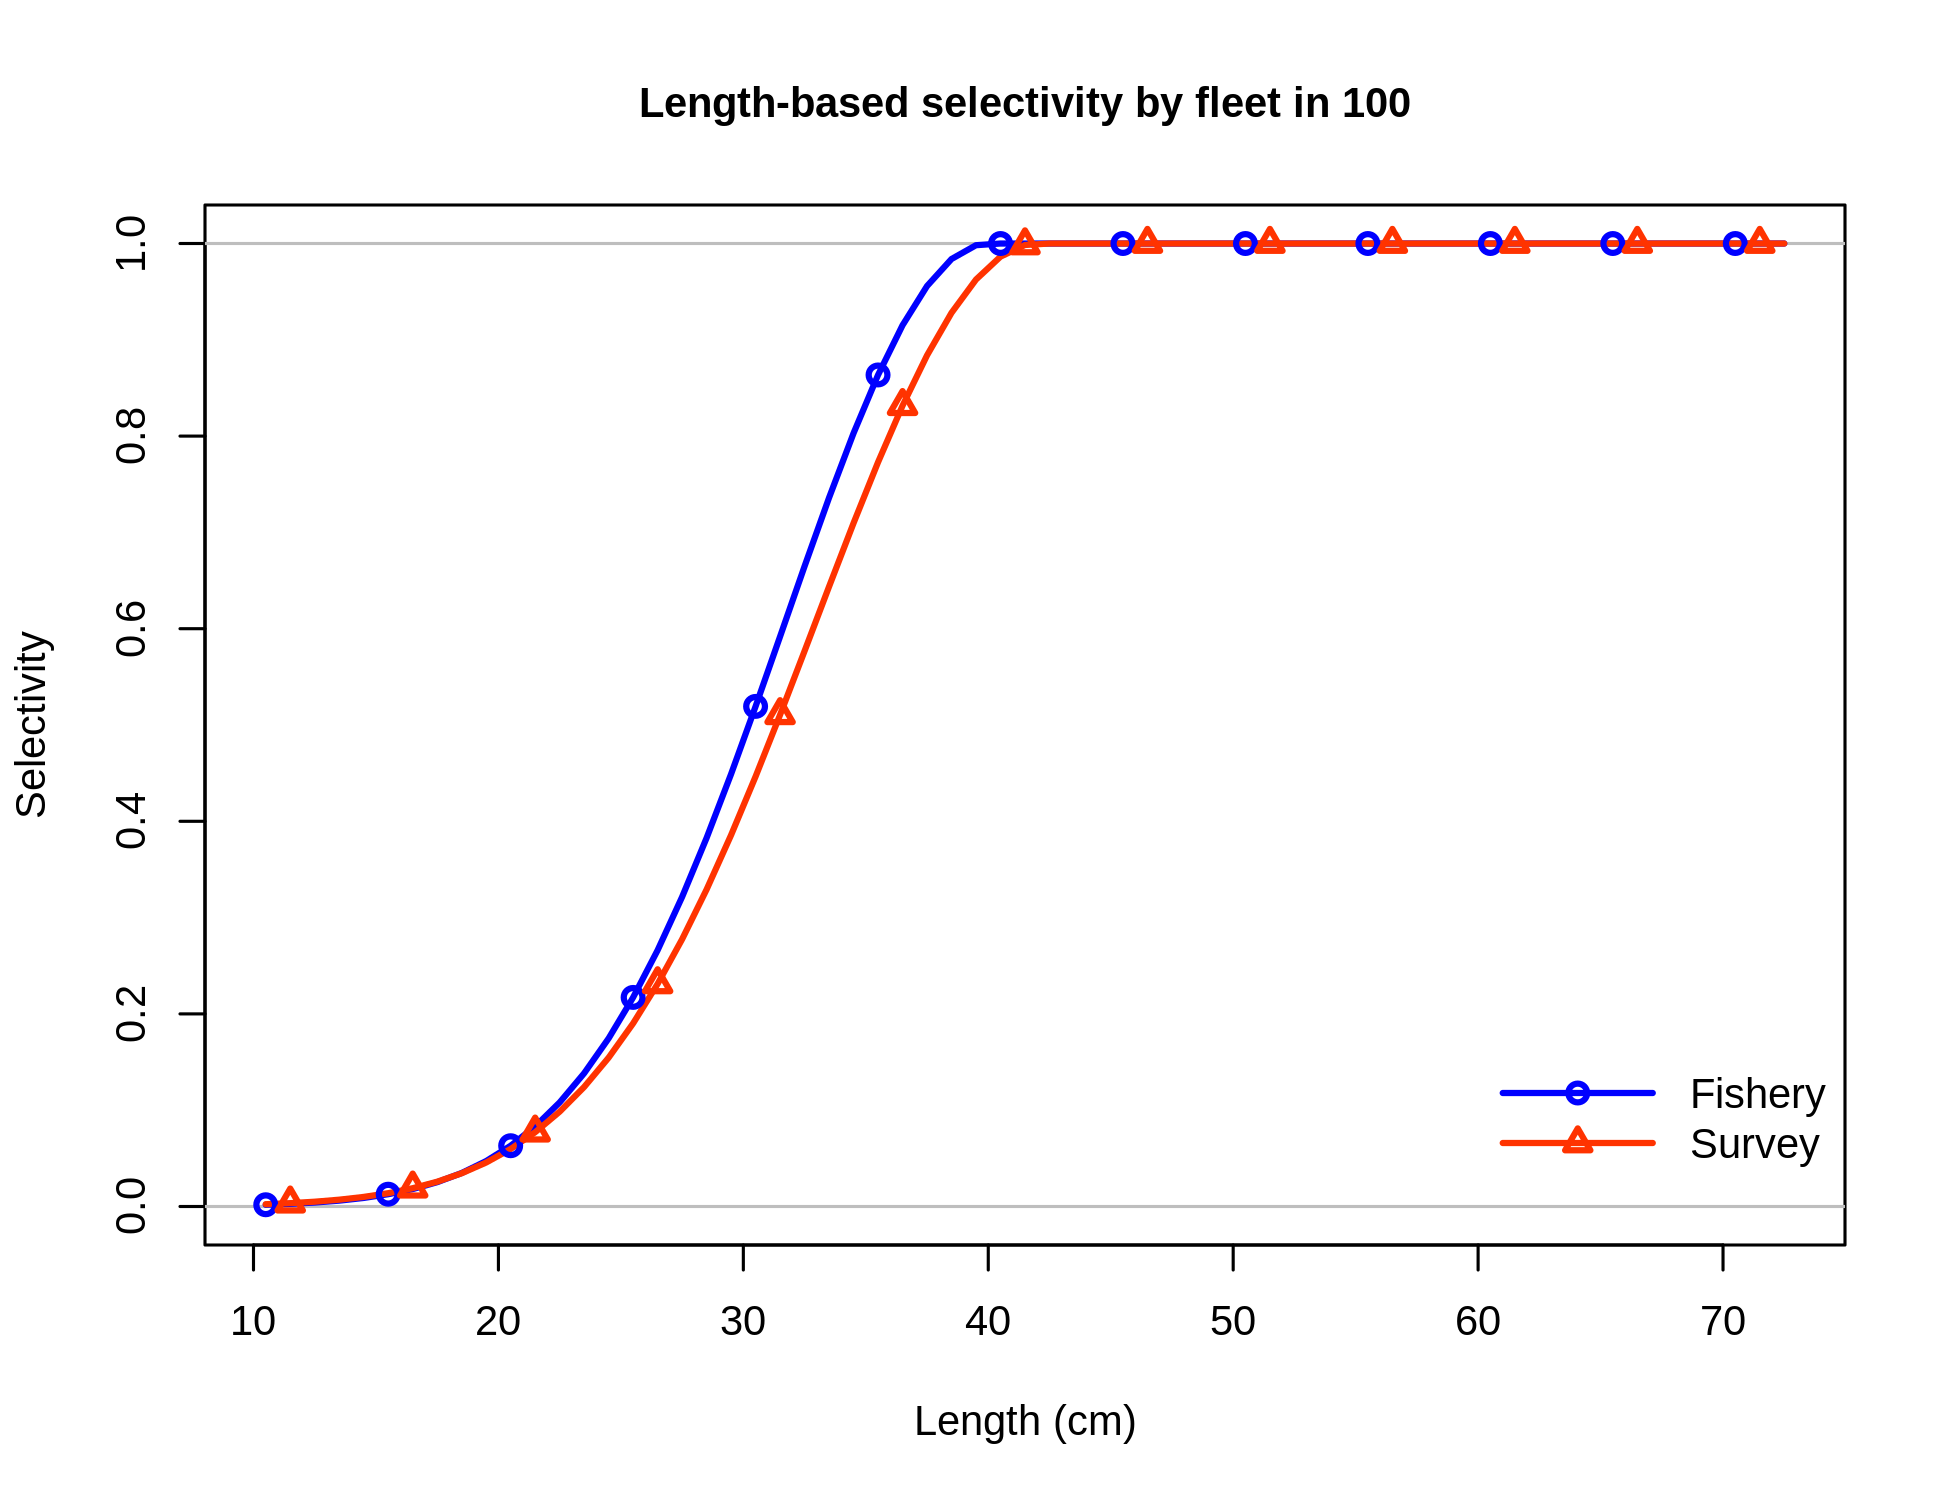 Length-based selectivity by fleet in 100
Selectivity
1.0
0.8
0.6
0.4
0.2
0.0
Fishery
Survey
10 20 30 40 50 60 70
Length (cm)